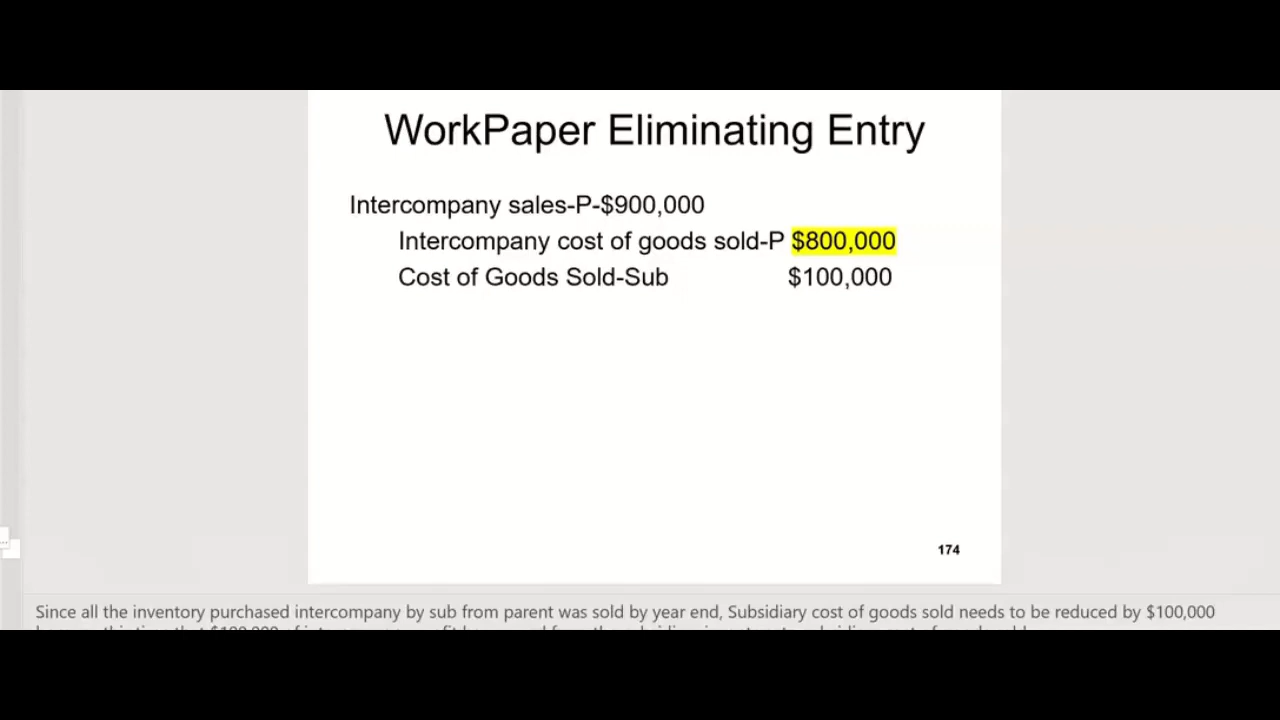 WorkPaper Eliminating Entry
Intercompany sales-P-$900,000
Intercompany cost of goods sold-P $800,000
Cost of Goods Sold-Sub $100,000
174
Since all the inventory purchased intercompany by sub from parent was sold by year end, Subsidiary cost of goods sold needs to be reduced by $100,000